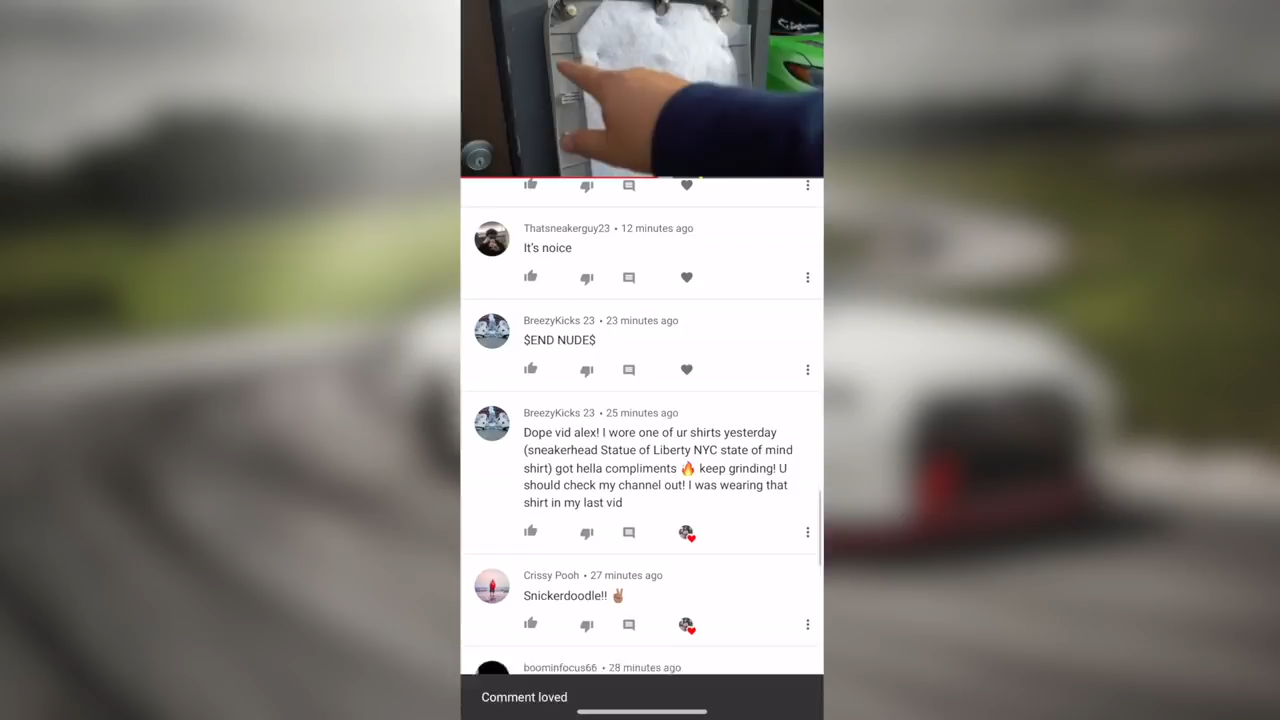 Thatsneakerguy23 • 12 minutes ago
It's noice
BreezyKicks 23 • 23 minutes ago
$END NUDE$
BreezyKicks 23 • 25 minutes ago
Dope vid alex! I wore one of ur shirts yesterday
(sneakerhead Statue of Liberty NYC state of mind
shirt) got hella compliments 🔥 keep grinding! U
should check my channel out! I was wearing that
shirt in my last vid
Crissy Pooh • 27 minutes ago
Snickerdoodle!! ✌🏽
boominfocus66 • 28 minutes ago
Comment loved